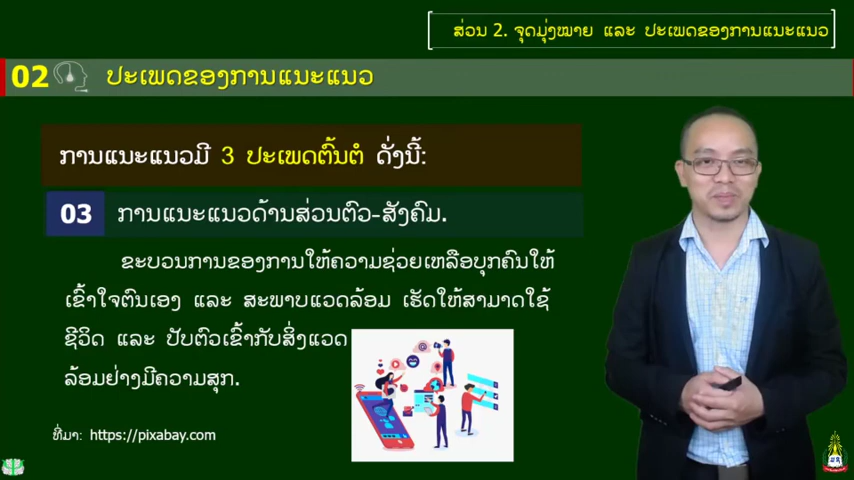 ສ່ວນ 2. ຈຸດມຸ່ງໝາຍ ແລະ ປະເພດຂອງການແນະແນວ
02 ປະເພດຂອງການແນະແນວ
ການແນະແນວມີ 3 ປະເພດຕົ້ນຕໍ ດັ່ງນີ້:
03 ການແນະແນວດ້ານສ່ວນຕົວ-ສັງຄົມ.
ຂະບວນການຂອງການໃຫ້ຄວາມຊ່ວຍເຫລືອບຸກຄົນໃຫ້
ເຂົ້າໃຈຕົນເອງ ແລະ ສະພາບແວດລ້ອມ ເຮັດໃຫ້ສາມາດໃຊ້
ຊີວິດ ແລະ ປັບຕົວເຂົ້າກັບສິ່ງແວດ
ລ້ອມຢ່າງມີຄວາມສຸກ.
ທີ່ມາ: https://pixabay.com